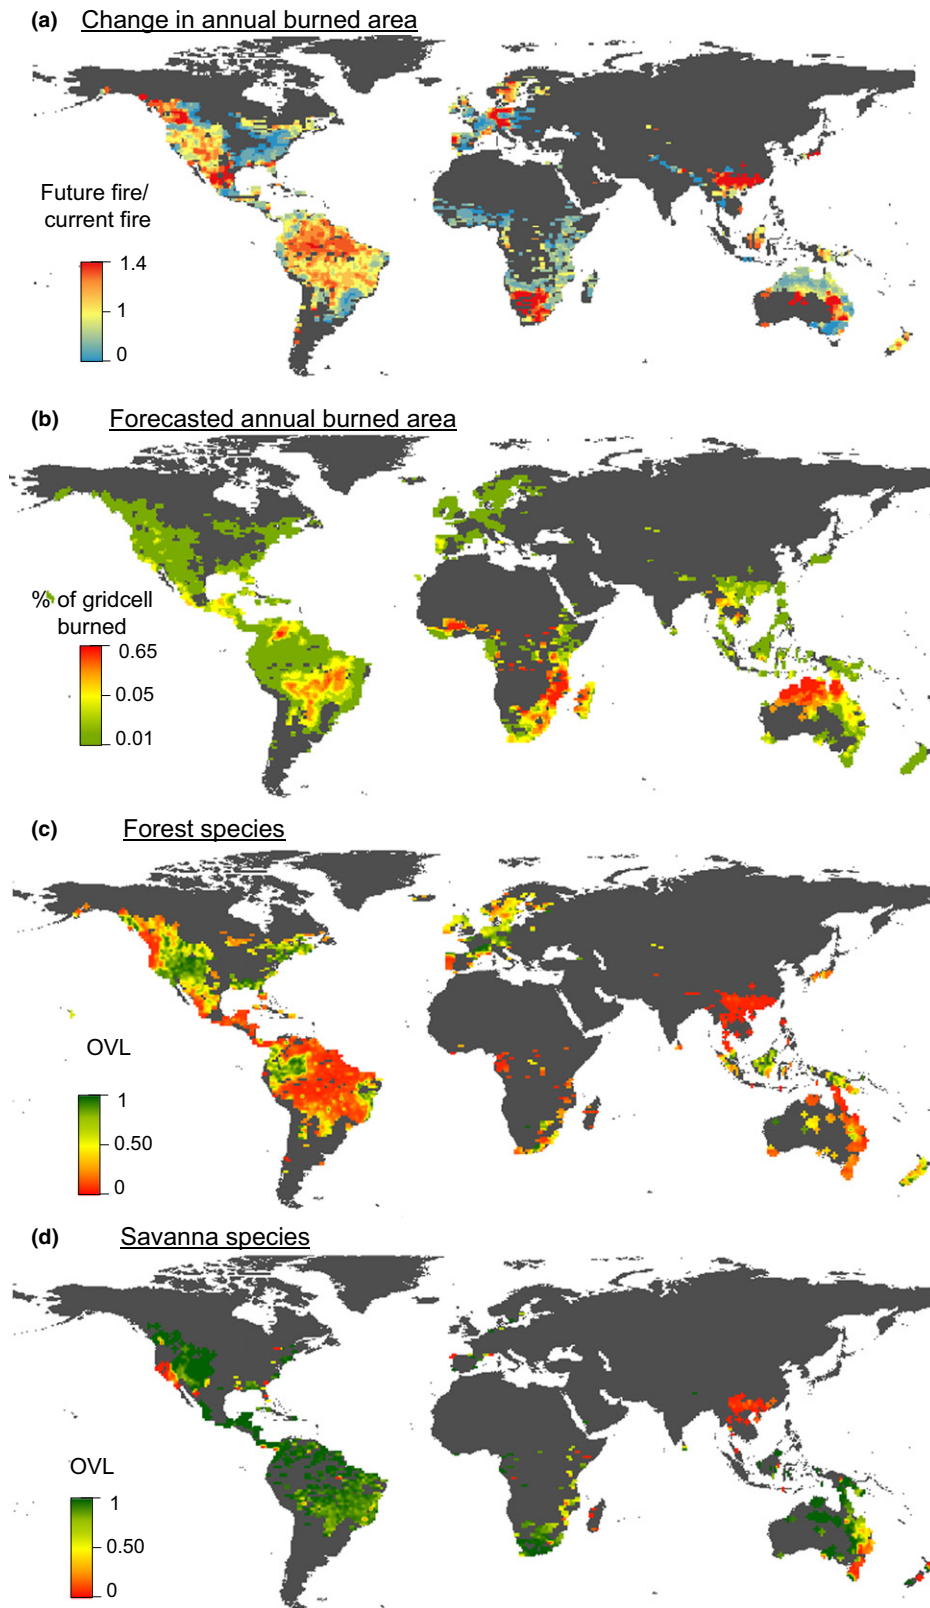 (a) Change in annual burned area
Future fire/
current fire
1.4
1
0
(b) Forecasted annual burned area
% of gridcell
burned
0.65
0.05
0.01
(c) Forest species
OVL
1
0.50
0
(d) Savanna species
OVL
1
0.50
0